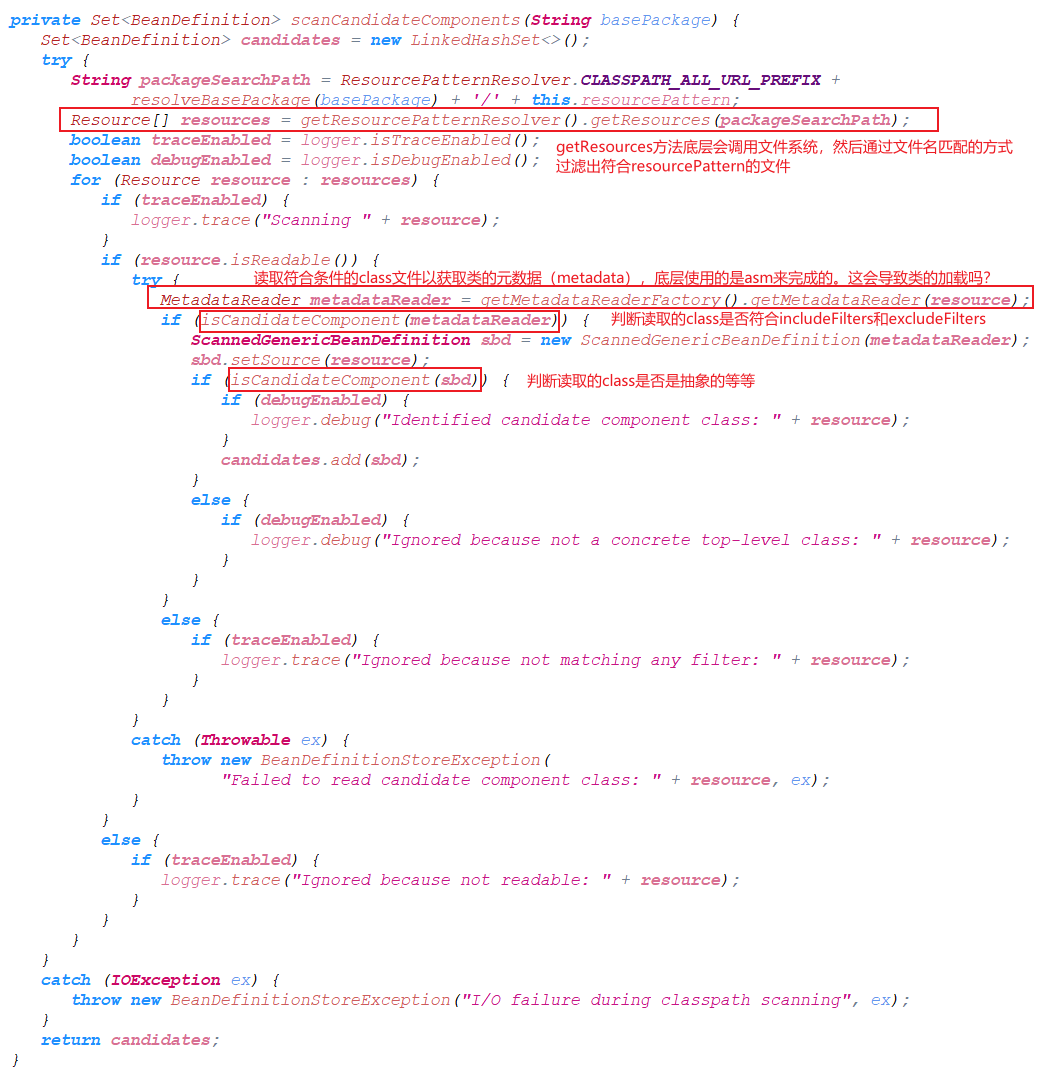 private Set<BeanDefinition> scanCandidateComponents(String basePackage) {
Set<BeanDefinition> candidates = new LinkedHashSet<>();
try {
String packageSearchPath = ResourcePatternResolver.CLASSPATH_ALL_URL_PREFIX +
resolveBasePackage(basePackage) + '/' + this.resourcePattern;
Resource[] resources = getResourcePatternResolver().getResources(packageSearchPath);
boolean traceEnabled = logger.isTraceEnabled();
getResources方法底层会调用文件系统，然后通过文件名匹配的方式
boolean debugEnabled = logger.isDebugEnabled();
过滤出符合resourcePattern的文件
for (Resource resource : resources) {
if (traceEnabled) {
logger.trace("Scanning " + resource);
}
if (resource.isReadable()) {
try {
读取符合条件的class文件以获取类的元数据（metadata），底层使用的是asm来完成的。这会导致类的加载吗？
MetadataReader metadataReader = getMetadataReaderFactory().getMetadataReader(resource);
if (isCandidateComponent(metadataReader)) { 判断读取的class是否符合includeFilters和excludeFilters
ScannedGenericBeanDefinition sbd = new ScannedGenericBeanDefinition(metadataReader);
sbd.setSource(resource);
if (isCandidateComponent(sbd)) { 判断读取的class是否是抽象的等等
if (debugEnabled) {
logger.debug("Identified candidate component class: " + resource);
}
candidates.add(sbd);
}
else {
if (debugEnabled) {
logger.debug("Ignored because not a concrete top-level class: " + resource);
}
}
}
else {
if (traceEnabled) {
logger.trace("Ignored because not matching any filter: " + resource);
}
}
}
catch (Throwable ex) {
throw new BeanDefinitionStoreException(
"Failed to read candidate component class: " + resource, ex);
}
}
else {
if (traceEnabled) {
logger.trace("Ignored because not readable: " + resource);
}
}
}
}
catch (IOException ex) {
throw new BeanDefinitionStoreException("I/O failure during classpath scanning", ex);
}
return candidates;
}